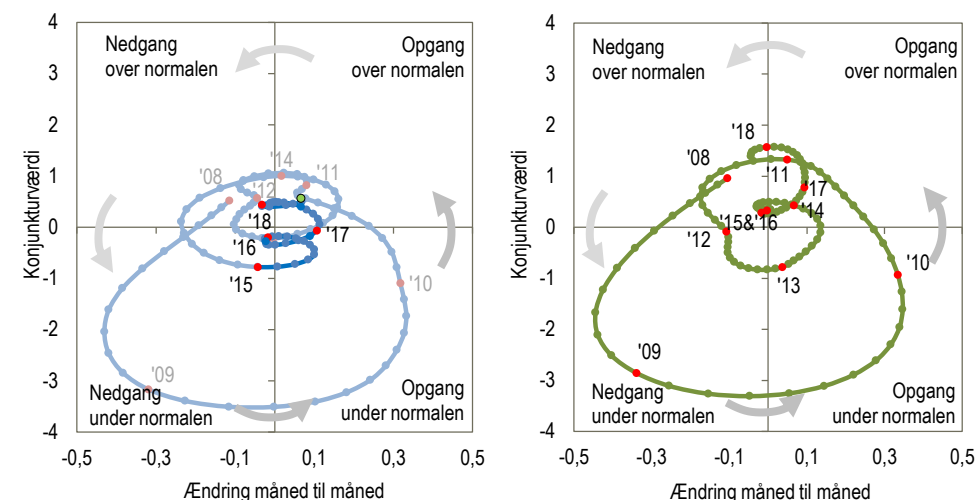 4
3
2
1
0
-1
-2
-3
-4
-0,5
-0,3
-0,1
0,1
0,3
0,5
Konjunkturværdi
Ændring måned til måned
Nedgang
over normalen
Opgang
over normalen
'14
'11
'08
'12
'18
'17
'16
'15
'10
'09
Nedgang
under normalen
Opgang
under normalen
4
3
2
1
0
-1
-2
-3
-4
-0,5
-0,3
-0,1
0,1
0,3
0,5
Konjunkturværdi
Ændring måned til måned
Nedgang
over normalen
Opgang
over normalen
'18
'08
'11
'17
'14
'15&'16
'12
'13
'10
'09
Nedgang
under normalen
Opgang
under normalen